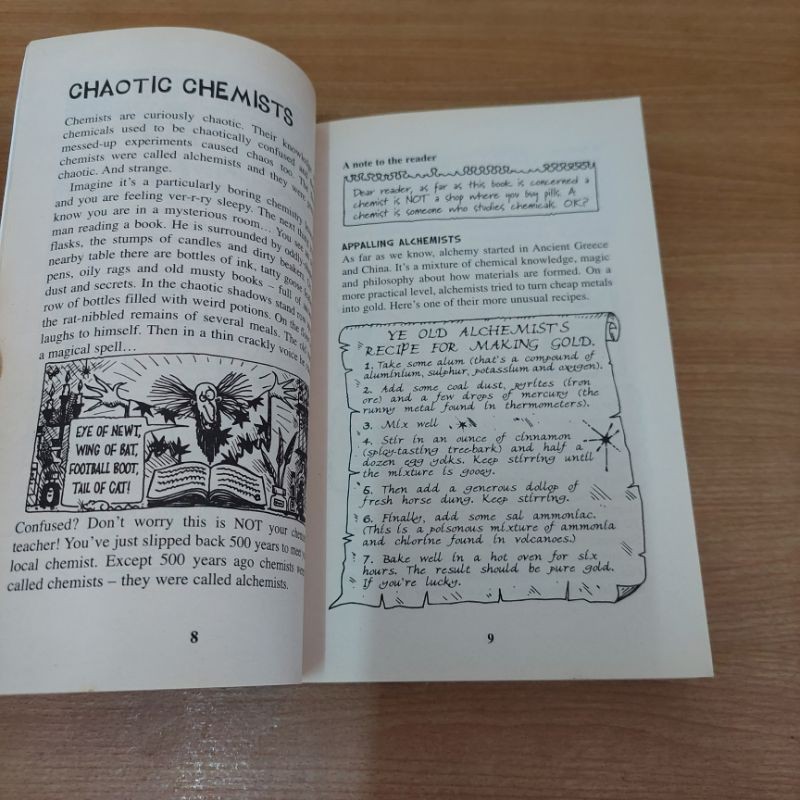 CHAOTIC CHEMISTS
Chemists are curiously chaotic. Their knowledge
chemicals used to be chaotically confused and
messed-up experiments caused chaos too. The
chemists were called alchemists and they were
chaotic. And strange.
Imagine it's a particularly boring chemistry
and you are feeling ver-r-ry sleepy. The next
know you are in a mysterious room... You see
man reading a book. He is surrounded by oddly
flasks, the stumps of candles and dirty beakers.
nearby table there are bottles of ink, tatty goose
pens, oily rags and old musty books – full of
dust and secrets. In the chaotic shadows stand
row of bottles filled with weird potions. On the
the rat-nibbled remains of several meals. The
laughs to himself. Then in a thin crackly voice he
a magical spell...
EYE OF NEWT,
WING OF BAT,
FOOTBALL BOOT,
TAIL OF CAT!
Confused? Don't worry this is NOT your
teacher! You've just slipped back 500 years to meet
local chemist. Except 500 years ago chemists
called chemists – they were called alchemists.
8
A note to the reader
Dear reader, as far as this book is concerned a
chemist is NOT a shop where you buy pills. A
chemist is someone who studies chemicals. OK?
APPALLING ALCHEMISTS
As far as we know, alchemy started in Ancient Greece
and China. It's a mixture of chemical knowledge, magic
and philosophy about how materials are formed. On a
more practical level, alchemists tried to turn cheap metals
into gold. Here's one of their more unusual recipes.
YE OLD ALCHEMISTS
RECIPE FOR MAKING GOLD.
1. Take some alum (that's a compound of
aluminium, sulphur, potassium and oxygen).
2. Add some coal dust, pyrites (iron
ore) and a few drops of mercury (the
runny metal found in thermometers).
3. Mix well
4. Stir in an ounce of cinnamon
(spicy-tasting tree-bark) and half a
dozen egg yolks. Keep stirring until
the mixture is gooey.
5. Then add a generous dollop of
fresh horse dung. Keep stirring.
6. Finally, add some sal ammoniac.
(This is a poisonous mixture of ammonia
and chlorine found in volcanoes.)
7. Bake well in a hot oven for six
hours. The result should be pure gold.
If you're lucky.
9